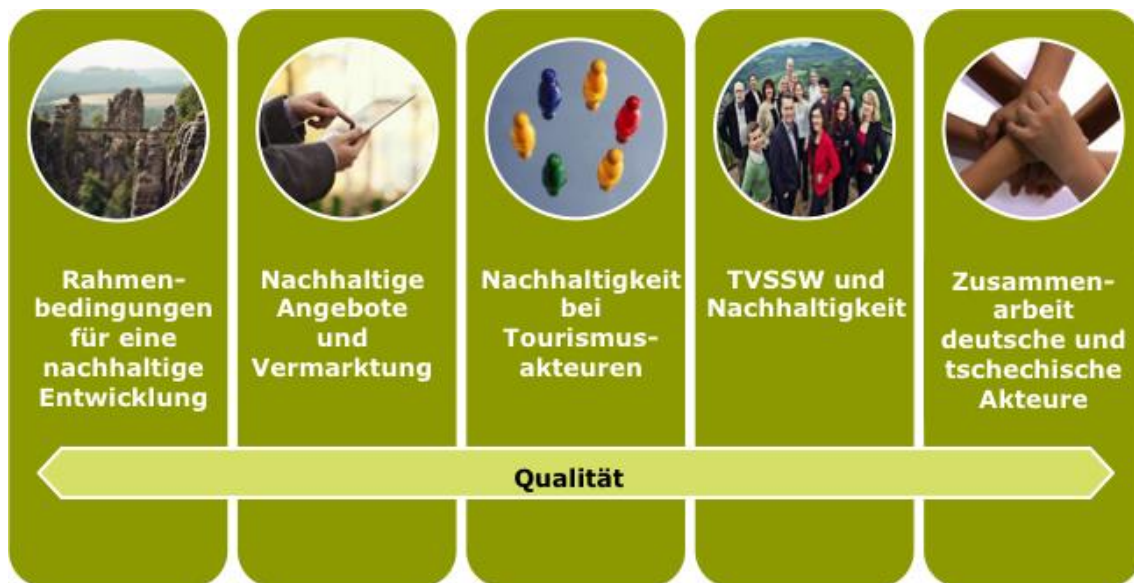 Rahmen-
bedingungen
für eine
nachhaltige
Entwicklung
Nachhaltige
Angebote
und
Vermarktung
Nachhaltigkeit
bei
Tourismus-
akteuren
TVSSW und
Nachhaltigkeit
Zusammen-
arbeit
deutsche und
tschechische
Akteure
Qualität